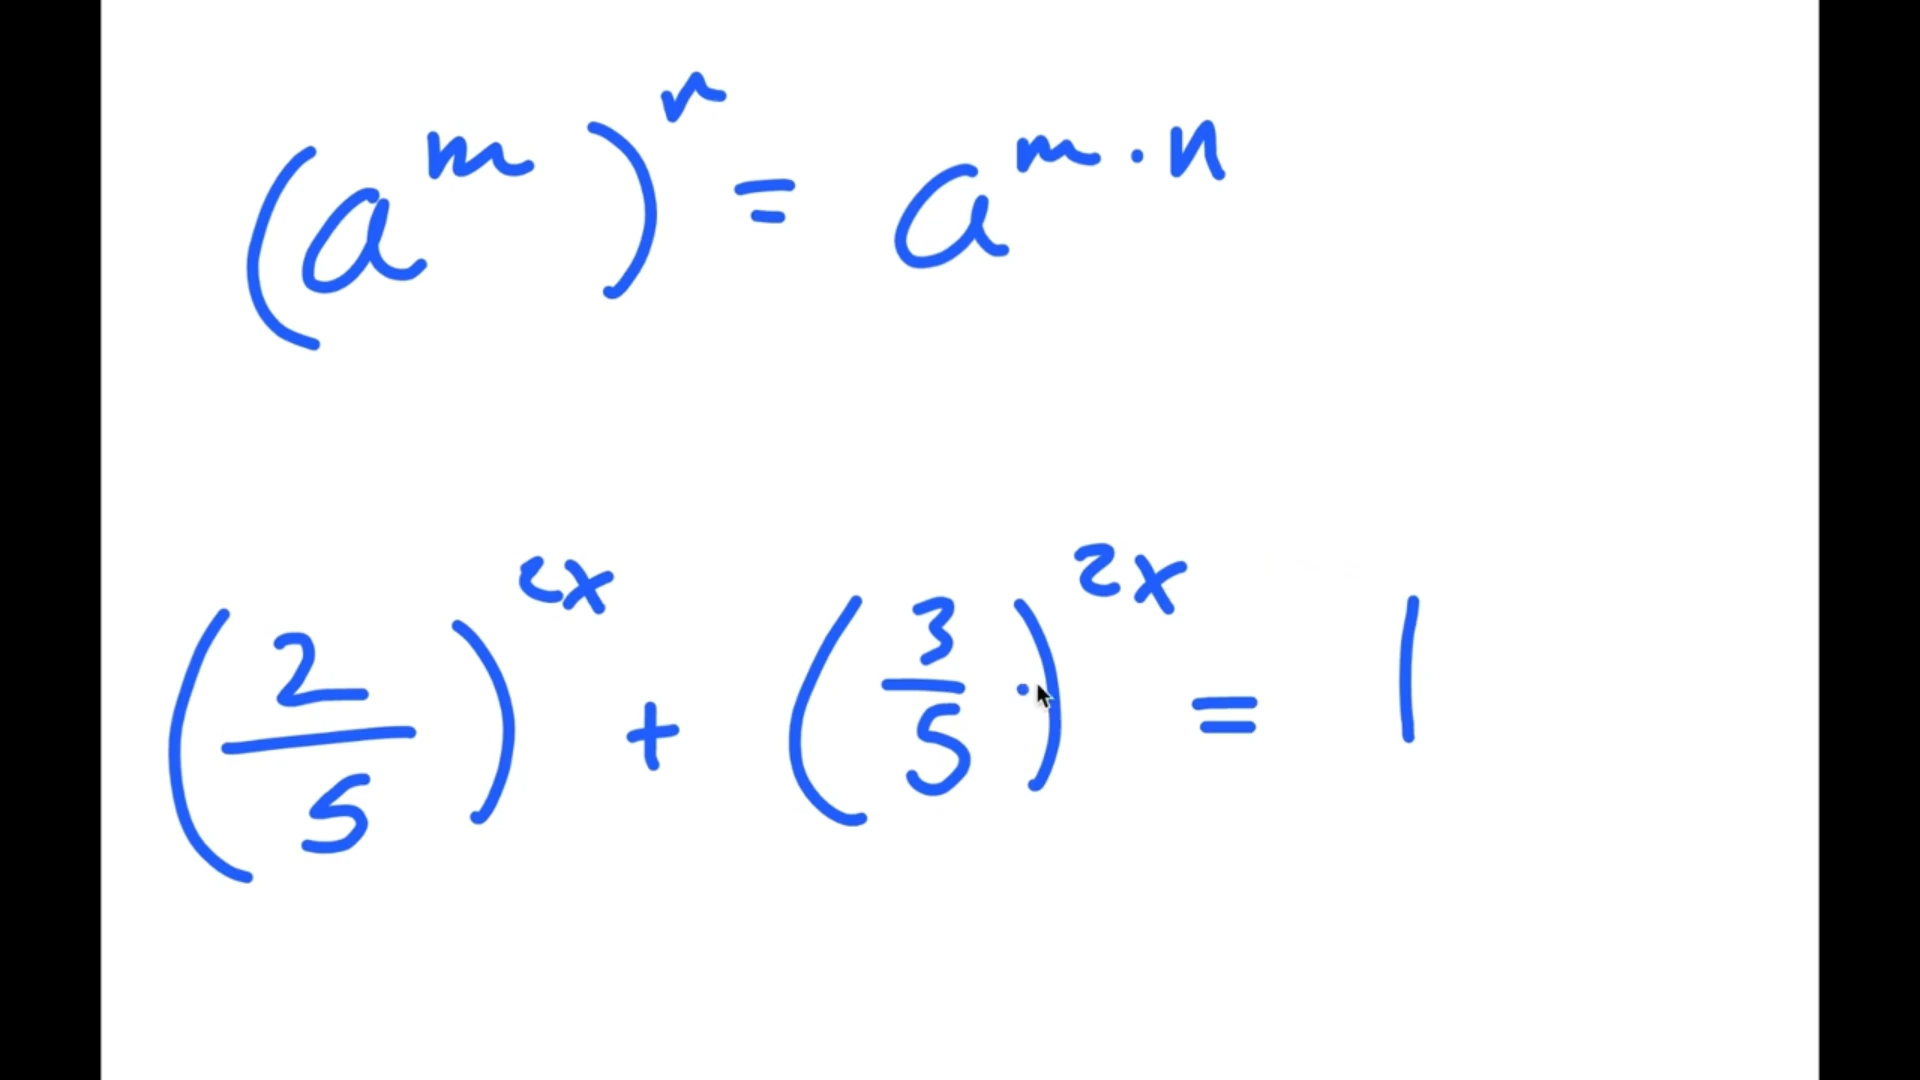 (a^m)^n = a^{m·n}
(2/5)^{2x} + (3/5)^{2x} = 1